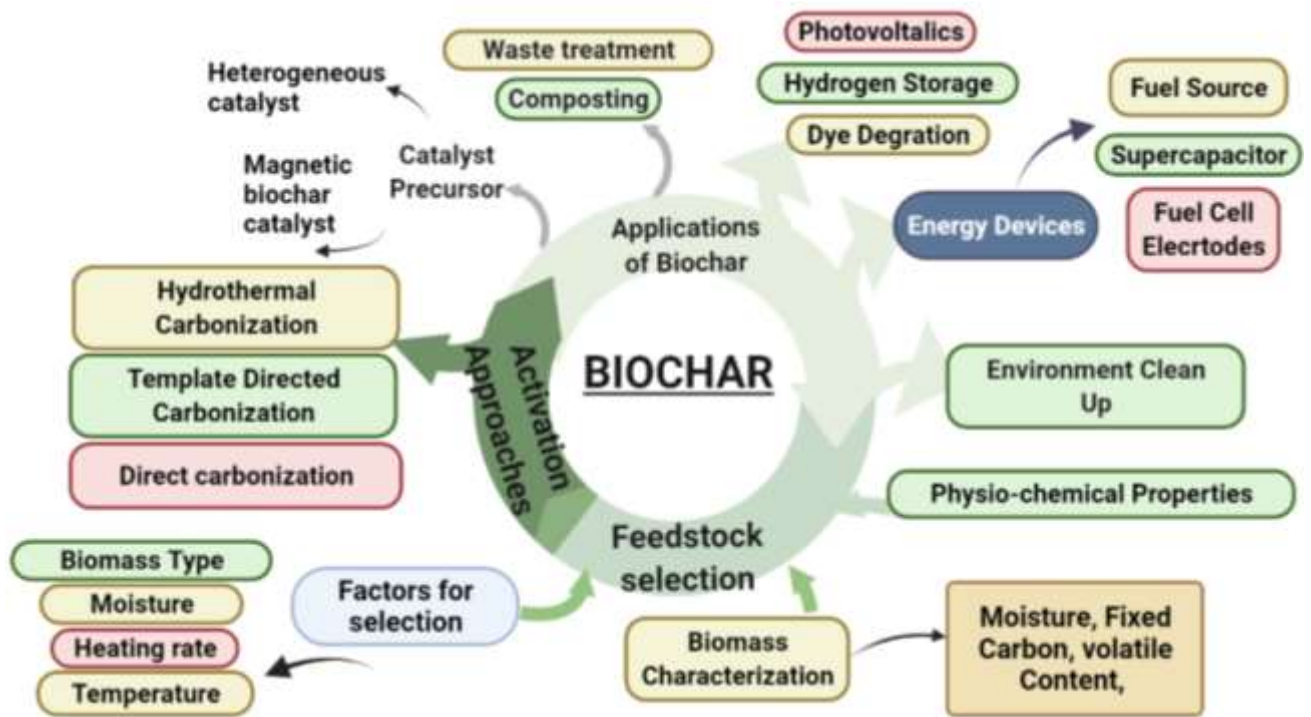 Photovoltalics
Waste treatment
Hydrogen Storage
Heterogeneous
catalyst
Composting
Fuel Source
Dye Degration
Supercapacitor
Magnetic
biochar
catalyst
Catalyst
Precursor
Energy Devices
Fuel Cell
Elecrtodes
Applications
of Biochar
Hydrothermal
Carbonization
Template Directed
Carbonization
Direct carbonization
Activation
Approaches
BIOCHAR
Environment Clean
Up
Physio-chemical Properties
Feedstock
selection
Biomass Type
Moisture
Heating rate
Temperature
Factors for
selection
Biomass
Characterization
Moisture, Fixed
Carbon, volatile
Content,